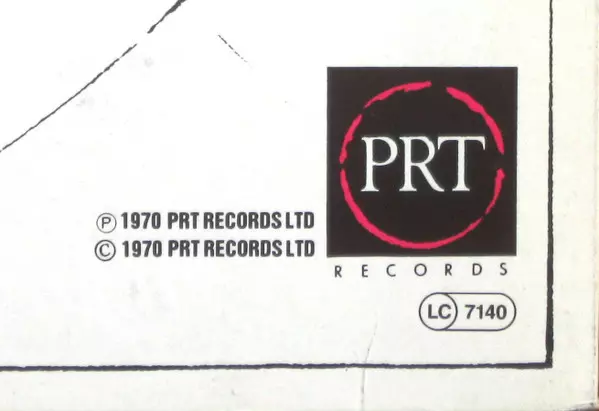 PRT
RECORDS
℗ 1970 PRT RECORDS LTD
© 1970 PRT RECORDS LTD
LC 7140